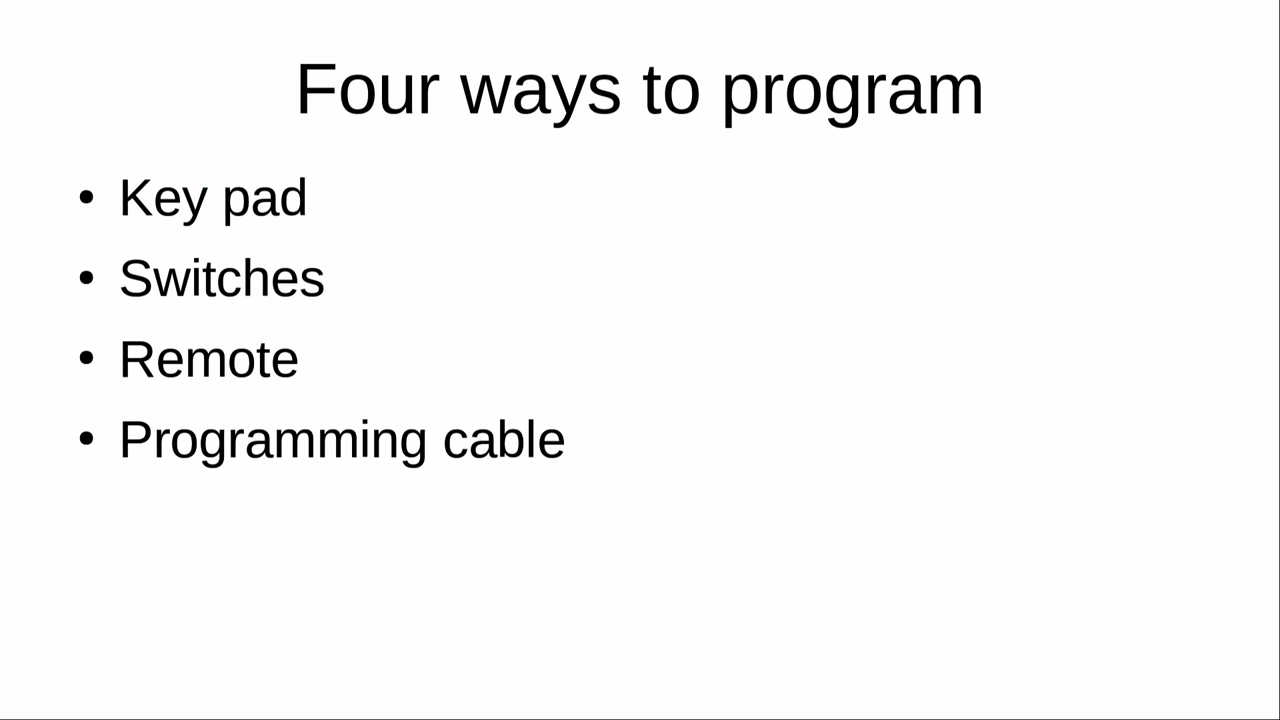 Four ways to program
• Key pad
• Switches
• Remote
• Programming cable